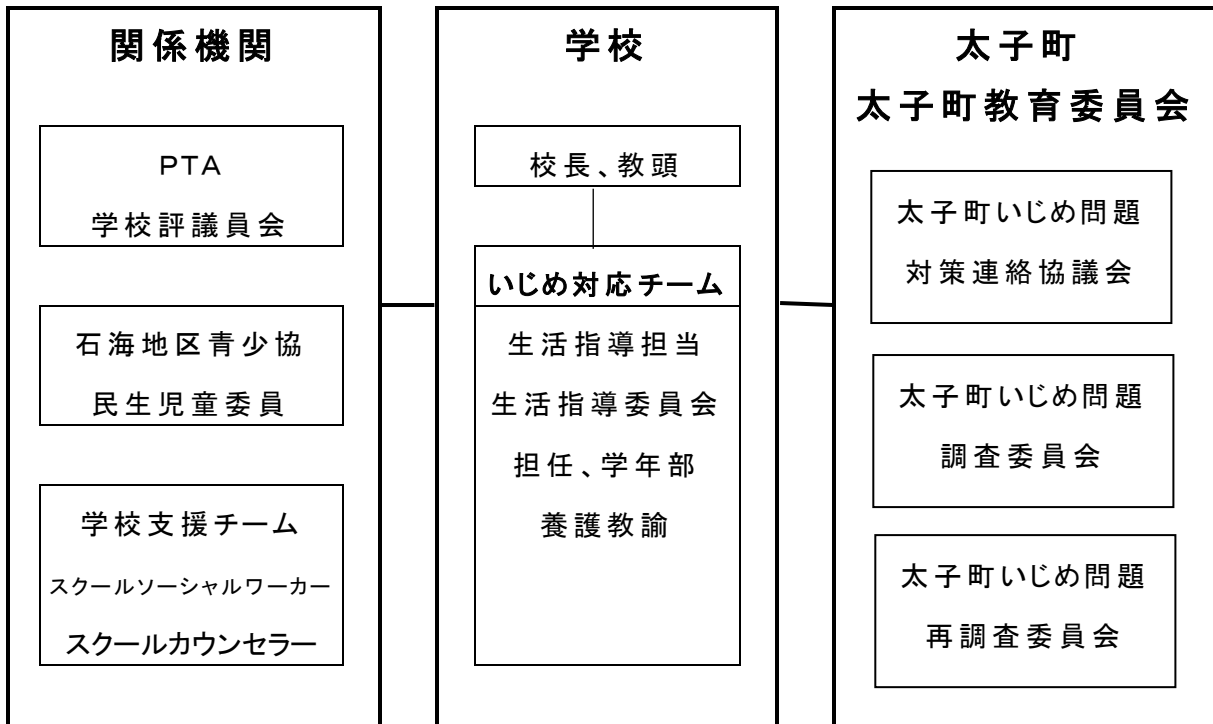 関係機関
PTA
学校評議員会
石海地区青少協
民生児童委員
学校支援チーム
スクールソーシャルワーカー
スクールカウンセラー
学校
校長、教頭
いじめ対応チーム
生活指導担当
生活指導委員会
担任、学年部
養護教諭
太子町
太子町教育委員会
太子町いじめ問題
対策連絡協議会
太子町いじめ問題
調査委員会
太子町いじめ問題
再調査委員会